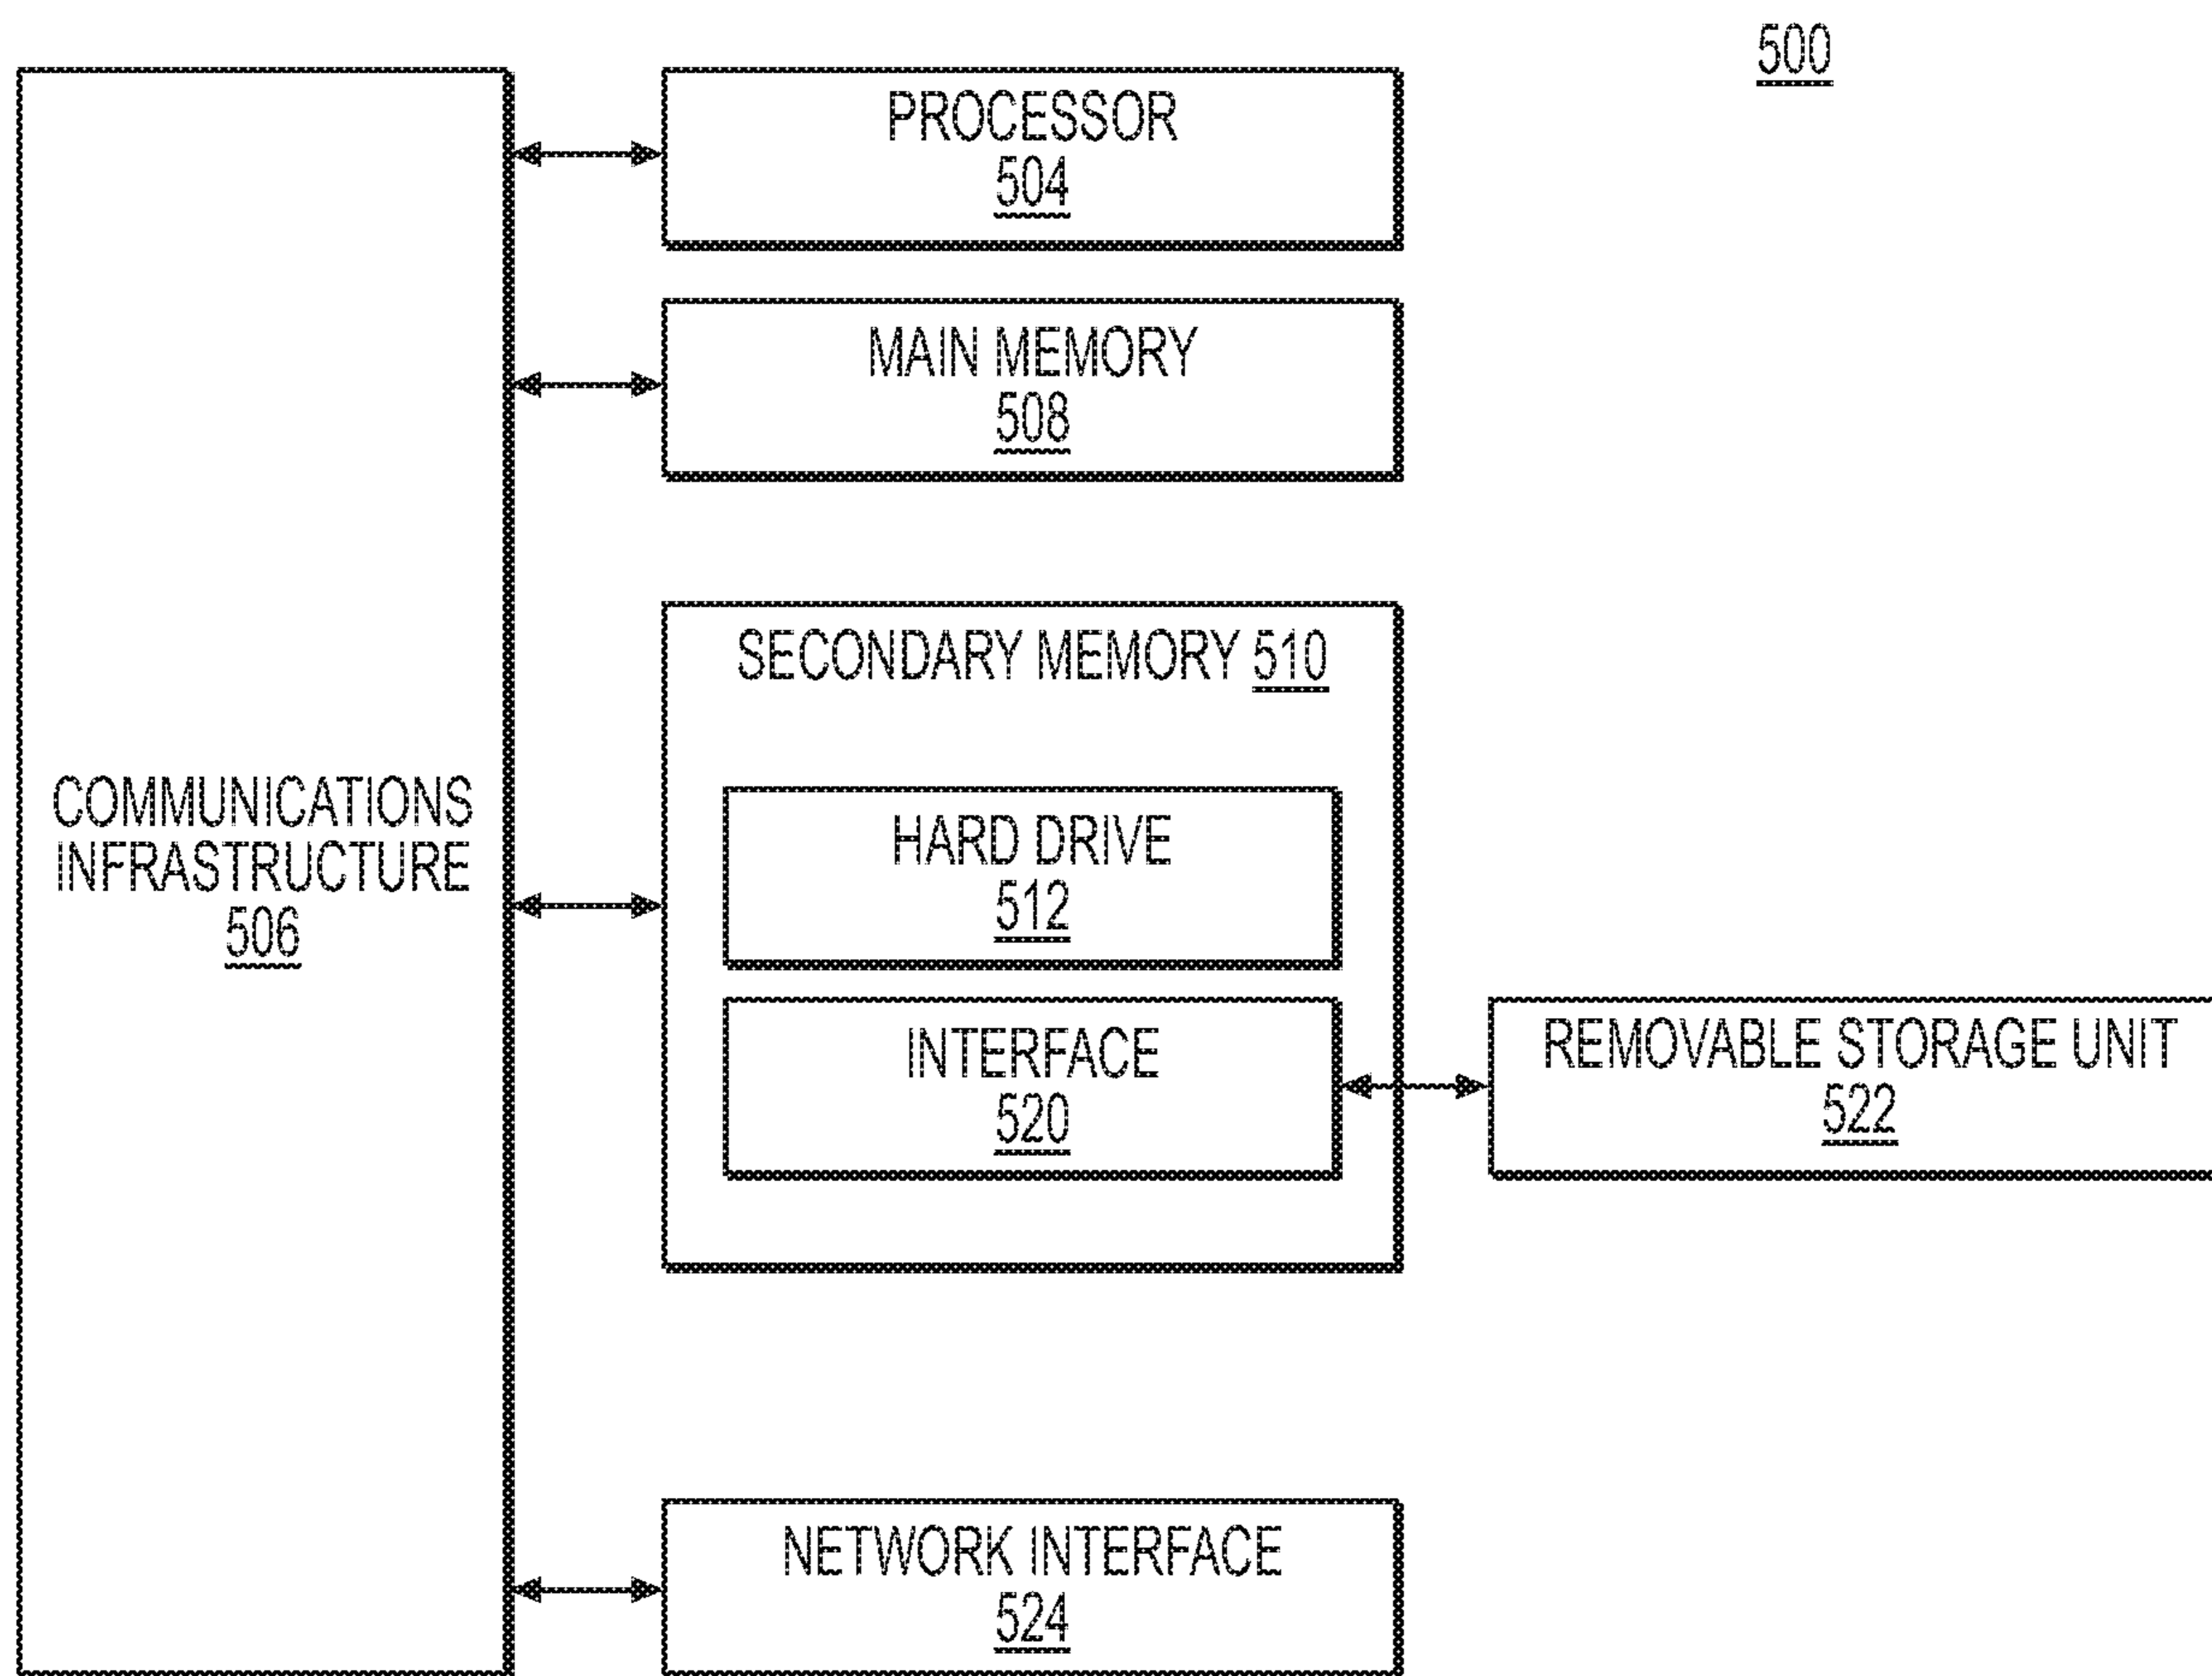 500
PROCESSOR
504
MAIN MEMORY
508
SECONDARY MEMORY 510
COMMUNICATIONS
INFRASTRUCTURE
506
HARD DRIVE
512
INTERFACE
520
REMOVABLE STORAGE UNIT
522
NETWORK INTERFACE
524